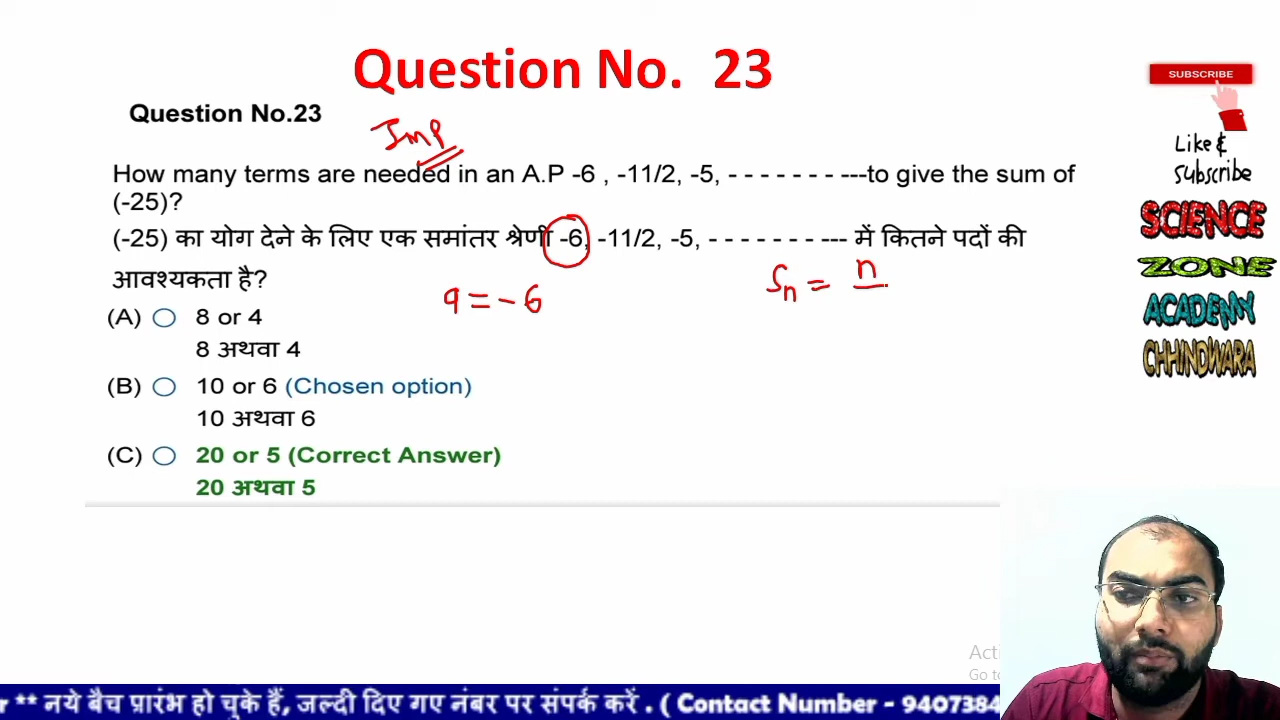 Question No. 23
SUBSCRIBE
Question No.23
Imp
Like &
Subscribe
How many terms are needed in an A.P -6 , -11/2, -5, - - - - - - - - ---to give the sum of
(-25)?
(-25) का योग देने के लिए एक समांतर श्रेणी -6, -11/2, -5, - - - - - - - - --- में कितने पदों की
आवश्यकता है?
SCIENCE
ZONE
ACADEMY
CHHINDWARA
a = - 6
Sn = n
(A) 8 or 4
8 अथवा 4
(B) 10 or 6 (Chosen option)
10 अथवा 6
(C) 20 or 5 (Correct Answer)
20 अथवा 5
Acti
Go to
r ** नये बैच प्रारंभ हो चुके हैं, जल्दी दिए गए नंबर पर संपर्क करें . ( Contact Number - 9407384